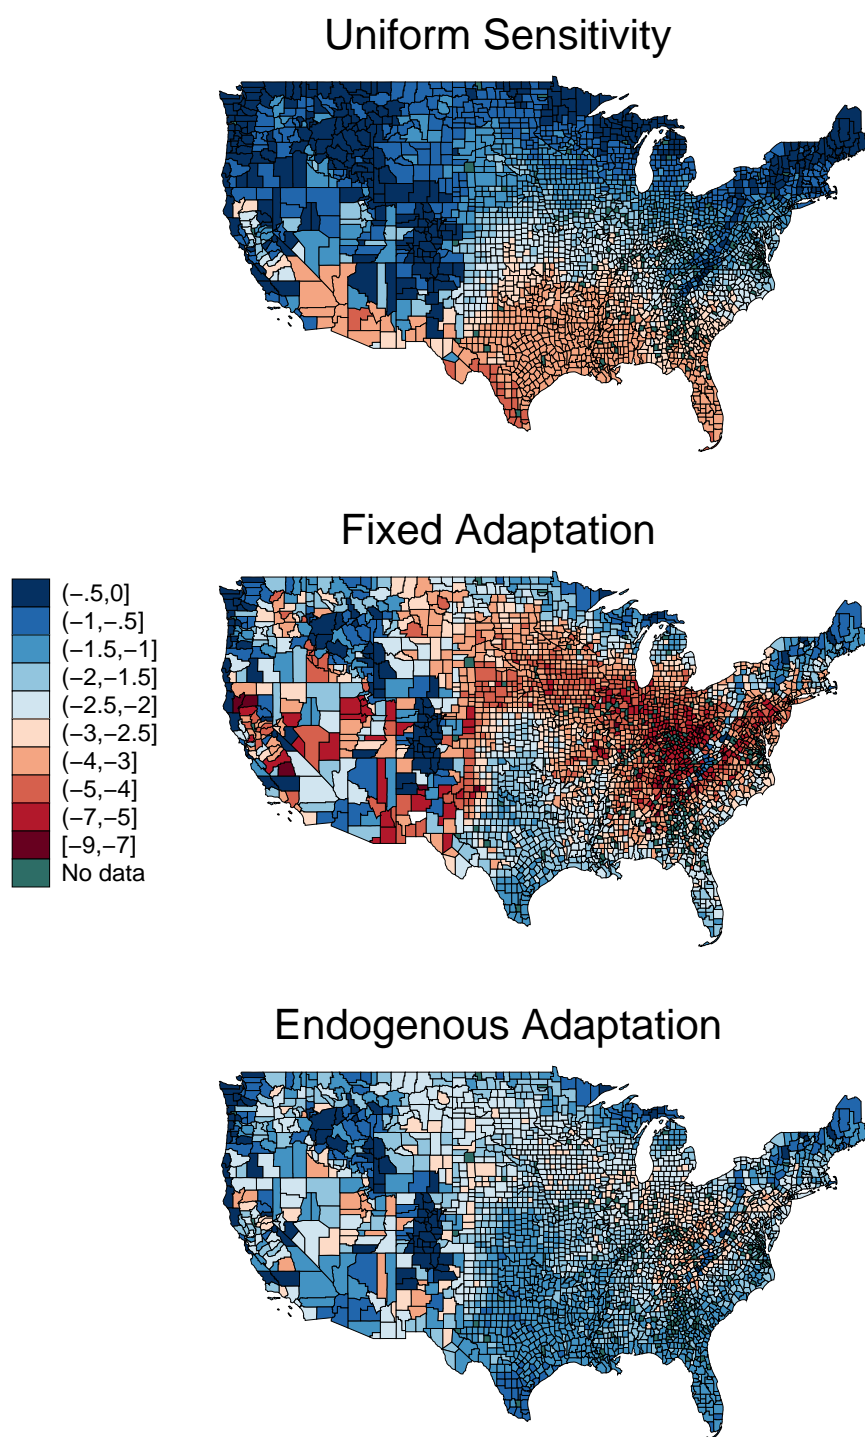 Uniform Sensitivity
Fixed Adaptation
(−.5,0]
(−1,−.5]
(−1.5,−1]
(−2,−1.5]
(−2.5,−2]
(−3,−2.5]
(−4,−3]
(−5,−4]
(−7,−5]
[−9,−7]
No data
Endogenous Adaptation